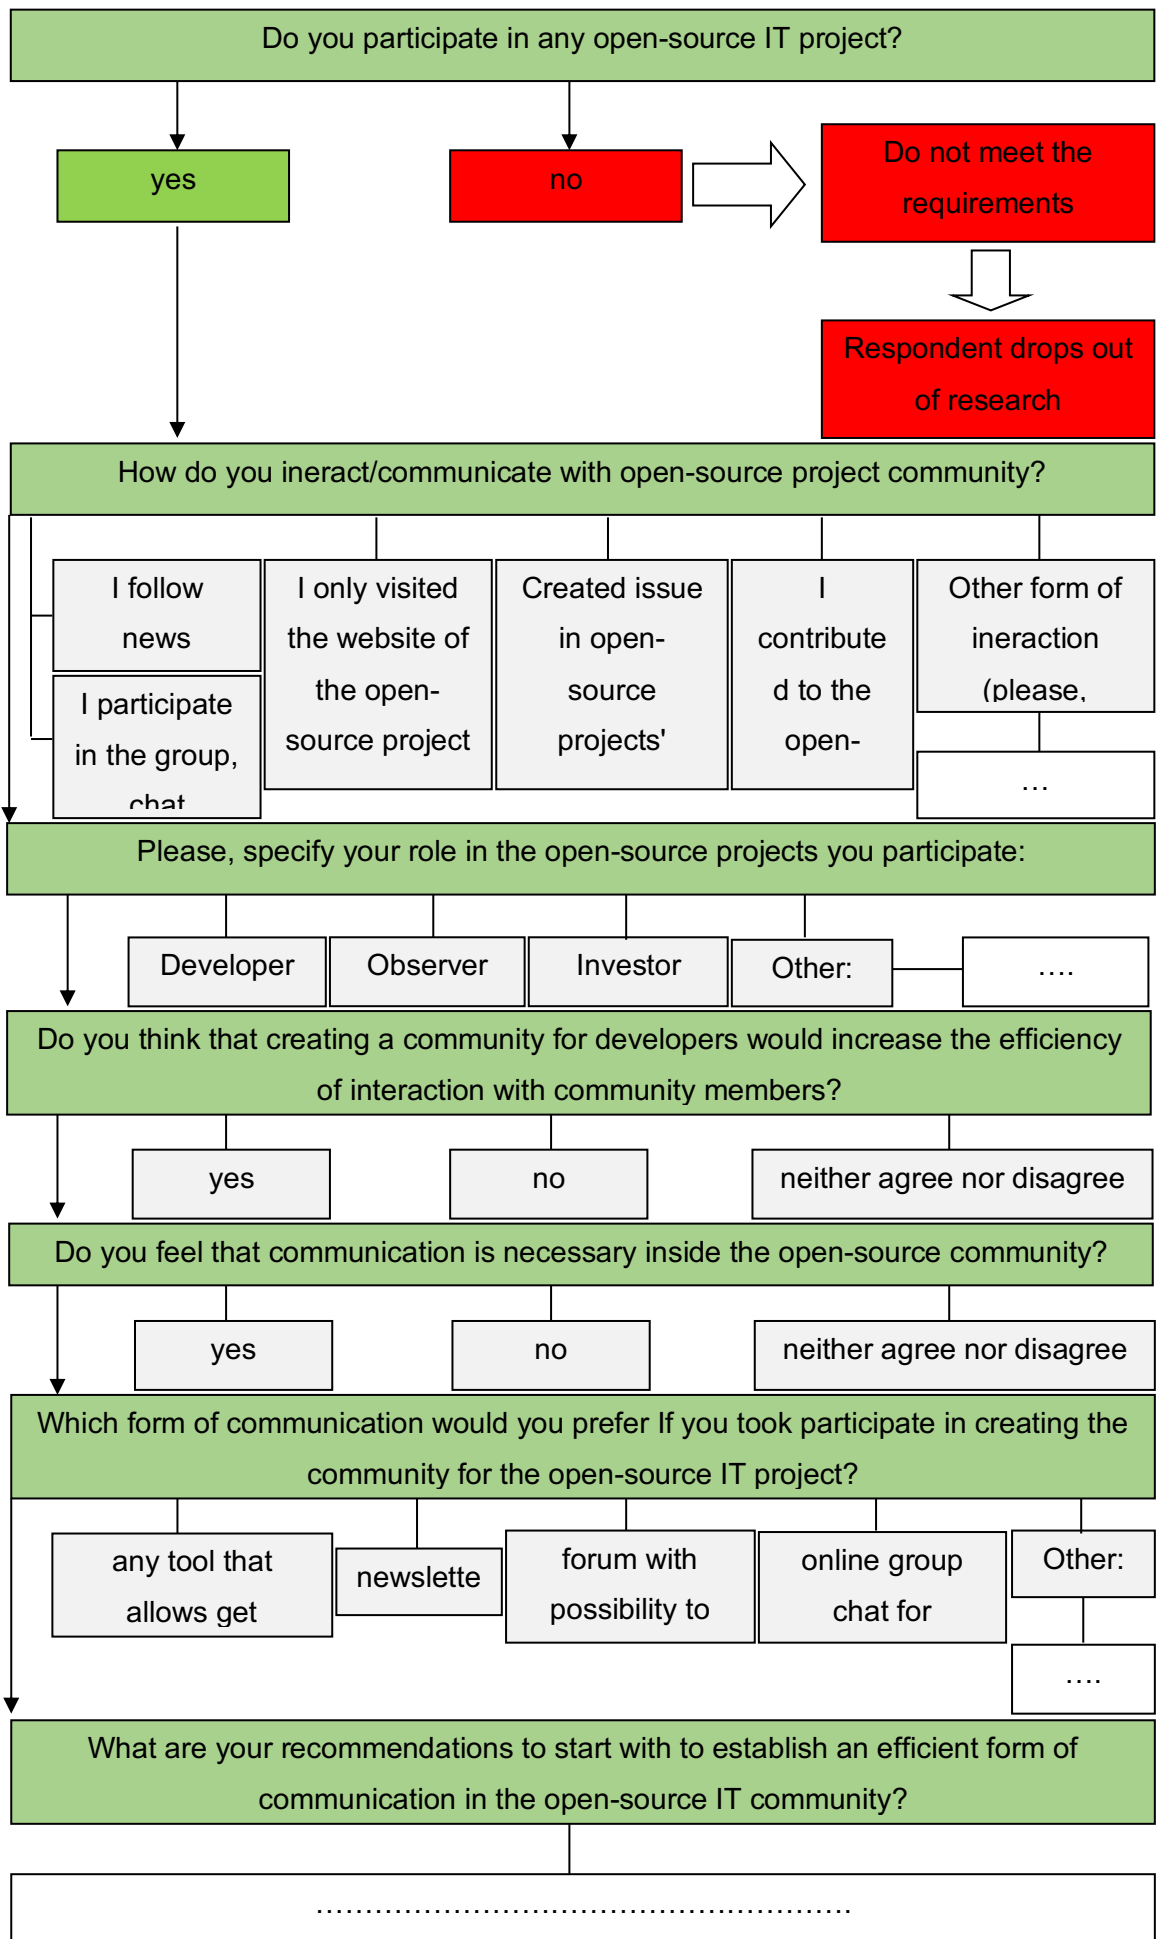 Do you participate in any open-source IT project?
yes
no
Do not meet the
requirements
Respondent drops out
of research
How do you ineract/communicate with open-source project community?
I follow
news
I participate
in the group,
chat
I only visited
the website of
the open-
source project
Created issue
in open-
source
projects'
I
contribute
d to the
open-
Other form of
ineraction
(please,
...
Please, specify your role in the open-source projects you participate:
Developer
Observer
Investor
Other:
....
Do you think that creating a community for developers would increase the efficiency
of interaction with community members?
yes
no
neither agree nor disagree
Do you feel that communication is necessary inside the open-source community?
yes
no
neither agree nor disagree
Which form of communication would you prefer If you took participate in creating the
community for the open-source IT project?
any tool that
allows get
newslette
forum with
possibility to
online group
chat for
Other:
....
What are your recommendations to start with to establish an efficient form of
communication in the open-source IT community?
......................................................